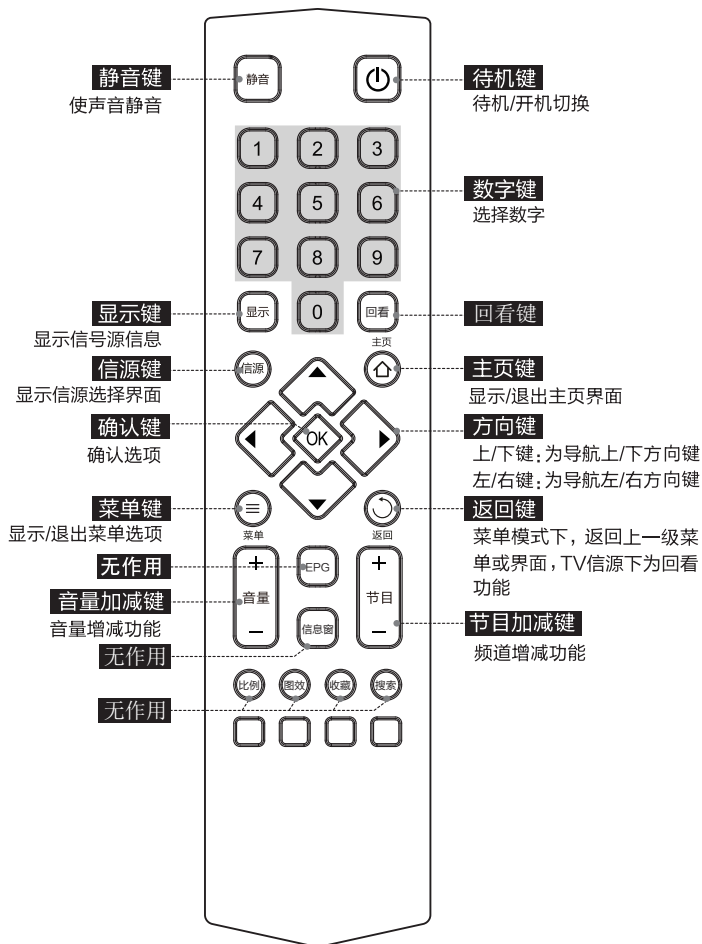 静音键
使声音静音
静音
待机键
待机/开机切换
1
2
3
4
5
6
数字键
选择数字
7
8
9
显示键
显示信号源信息
显示
0
回看
回看键
主页
信源键
显示信源选择界面
信源
主页键
显示/退出主页界面
确认键
确认选项
OK
方向键
上/下键:为导航上/下方向键
左/右键:为导航左/右方向键
菜单键
显示/退出菜单选项
菜单
返回
返回键
菜单模式下，返回上一级菜
单或界面，TV信源下为回看
功能
无作用
EPG
+
音量
−
+
节目
−
音量加减键
音量增减功能
节目加减键
频道增减功能
无作用
信息窗
无作用
比例
图效
收藏
搜索